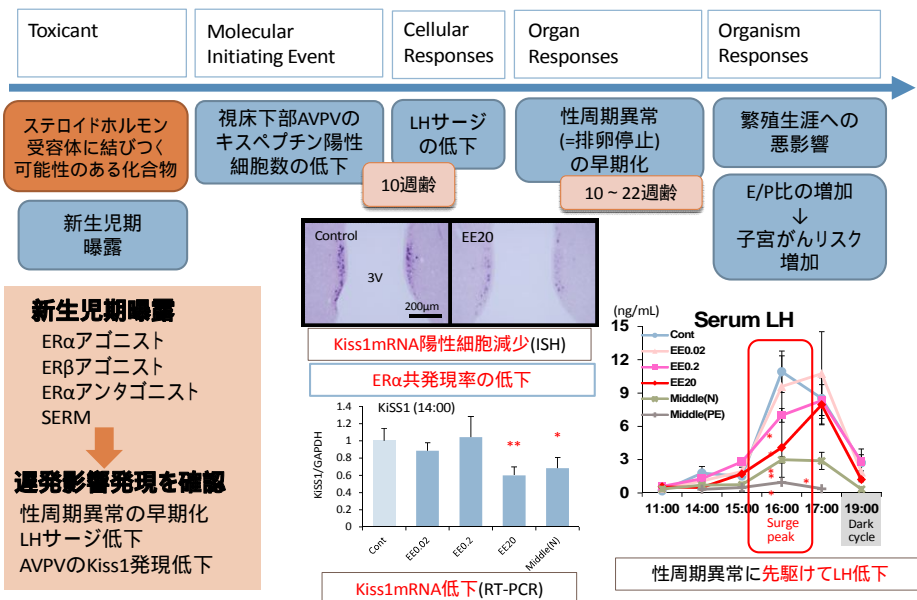 Toxicant
Molecular
Initiating Event
Cellular
Responses
Organ
Responses
Organism
Responses
ステロイドホルモン
受容体に結びつく
可能性のある化合物
新生児期
曝露
視床下部AVPVの
キスペプチン陽性
細胞数の低下
LHサージ
の低下
10週齢
性周期異常
(=排卵停止)
の早期化
10～22週齢
繁殖生涯への
悪影響
E/P比の増加
↓
子宮がんリスク
増加
新生児期曝露
ERαアゴニスト
ERβアゴニスト
ERαアンタゴニスト
SERM
遅発影響発現を確認
性周期異常の早期化
LHサージ低下
AVPVのKiss1発現低下
Control
EE20
3V
200μm
Kiss1mRNA陽性細胞減少(ISH)
ERα共発現率の低下
KiSS1 (14:00)
KiSS1/GAPDH
1.4
1.2
1
0.8
0.6
0.4
0.2
0
**
*
Cont
EE0.02
EE0.2
EE20
Middle(N)
Kiss1mRNA低下(RT-PCR)
(ng/mL)
Serum LH
15
12
9
6
3
0
Cont
EE0.02
EE0.2
EE20
Middle(N)
Middle(PE)
*
*
*
*
*
*
11:00
14:00
15:00
16:00
17:00
19:00
Surge
peak
Dark
cycle
性周期異常に先駆けてLH低下